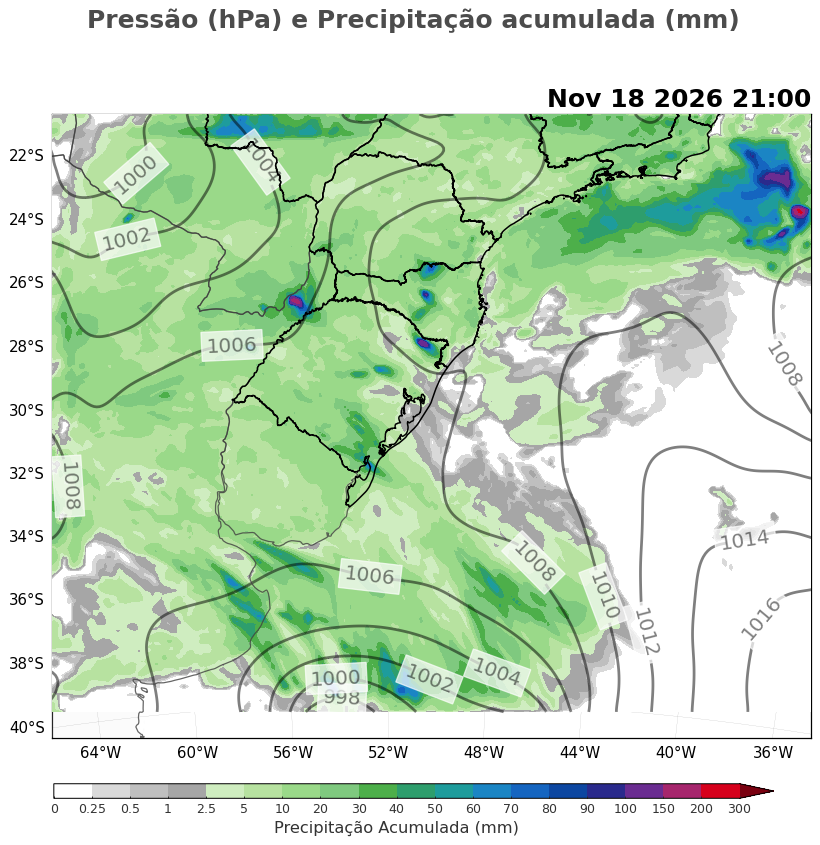 Pressão (hPa) e Precipitação acumulada (mm)
Nov 18 2026 21:00
22°S
24°S
26°S
28°S
30°S
32°S
34°S
36°S
38°S
40°S
1000
1004
1002
1006
1008
1008
1008
1014
1006
1010
1012
1016
1000
998
1002
1004
64°W 60°W 56°W 52°W 48°W 44°W 40°W 36°W
0 0.25 0.5 1 2.5 5 10 20 30 40 50 60 70 80 90 100 150 200 300
Precipitação Acumulada (mm)